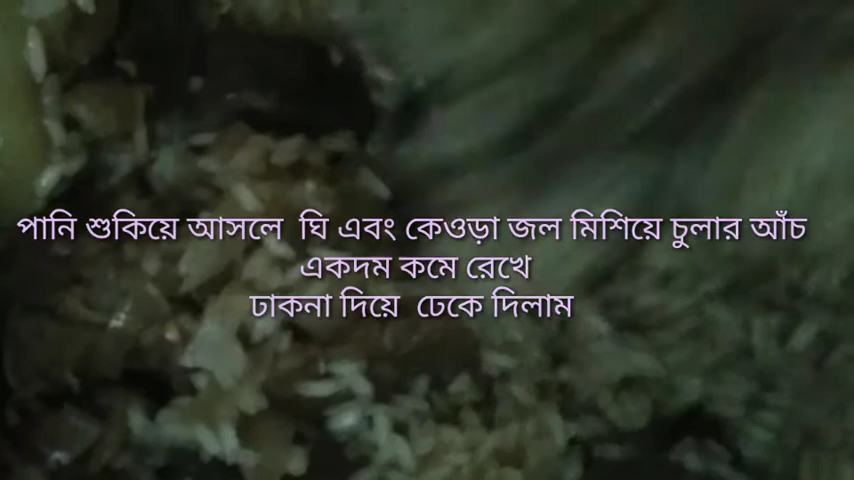 পানি শুকিয়ে আসলে ঘি এবং কেওড়া জল মিশিয়ে চুলার আঁচ
একদম কমে রেখে
ঢাকনা দিয়ে ঢেকে দিলাম